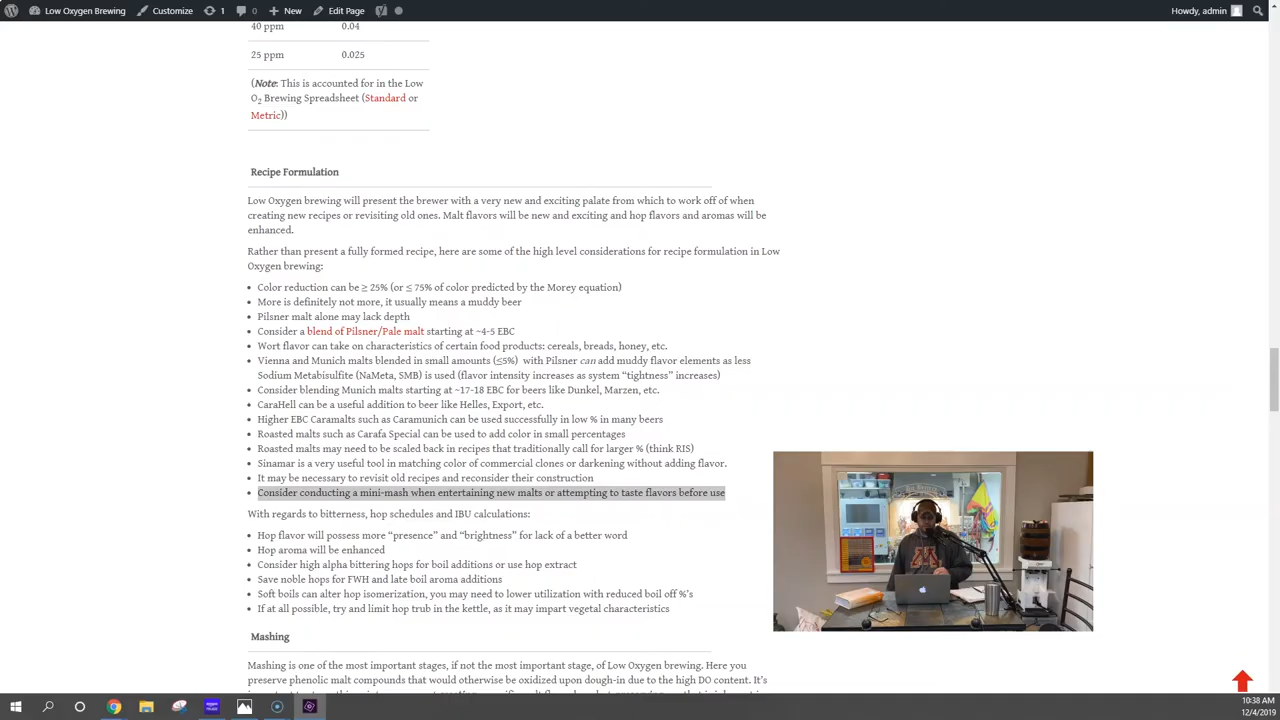 Low Oxygen Brewing Customize 1 0 New Edit Page Howdy, admin
40 ppm 0.04
25 ppm 0.025
(Note: This is accounted for in the Low
O2 Brewing Spreadsheet (Standard or
Metric))
Recipe Formulation
Low Oxygen brewing will present the brewer with a very new and exciting palate from which to work off of when
creating new recipes or revisiting old ones. Malt flavors will be new and exciting and hop flavors and aromas will be
enhanced.
Rather than present a fully formed recipe, here are some of the high level considerations for recipe formulation in Low
Oxygen brewing:
• Color reduction can be ≥ 25% (or ≤ 75% of color predicted by the Morey equation)
• More is definitely not more, it usually means a muddy beer
• Pilsner malt alone may lack depth
• Consider a blend of Pilsner/Pale malt starting at ~4-5 EBC
• Wort flavor can take on characteristics of certain food products: cereals, breads, honey, etc.
• Vienna and Munich malts blended in small amounts (≤5%) with Pilsner can add muddy flavor elements as less
Sodium Metabisulfite (NaMeta, SMB) is used (flavor intensity increases as system “tightness” increases)
• Consider blending Munich malts starting at ~17-18 EBC for beers like Dunkel, Marzen, etc.
• CaraHell can be a useful addition to beer like Helles, Export, etc.
• Higher EBC Caramalts such as Caramunich can be used successfully in low % in many beers
• Roasted malts such as Carafa Special can be used to add color in small percentages
• Roasted malts may need to be scaled back in recipes that traditionally call for larger % (think RIS)
• Sinamar is a very useful tool in matching color of commercial clones or darkening without adding flavor.
• It may be necessary to revisit old recipes and reconsider their construction
• Consider conducting a mini-mash when entertaining new malts or attempting to taste flavors before use
With regards to bitterness, hop schedules and IBU calculations:
• Hop flavor will possess more “presence” and “brightness” for lack of a better word
• Hop aroma will be enhanced
• Consider high alpha bittering hops for boil additions or use hop extract
• Save noble hops for FWH and late boil aroma additions
• Soft boils can alter hop isomerization, you may need to lower utilization with reduced boil off %’s
• If at all possible, try and limit hop trub in the kettle, as it may impart vegetal characteristics
Mashing
Mashing is one of the most important stages, if not the most important stage, of Low Oxygen brewing. Here you
preserve phenolic malt compounds that would otherwise be oxidized upon dough-in due to the high DO content. It’s
10:38 AM
12/4/2019